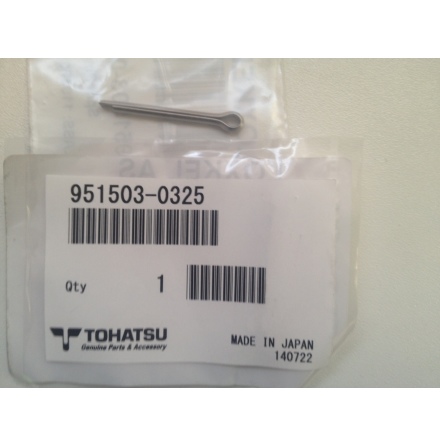 951503-0325
Qty 1
TOHATSU
Genuine Parts & Accessory
MADE IN JAPAN
140722